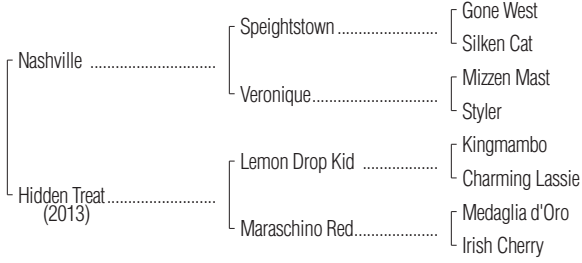 Gone West
Speightstown
Silken Cat
Nashville
Mizzen Mast
Veronique
Styler
Kingmambo
Lemon Drop Kid
Charming Lassie
Hidden Treat
(2013)
Medaglia d'Oro
Maraschino Red
Irish Cherry